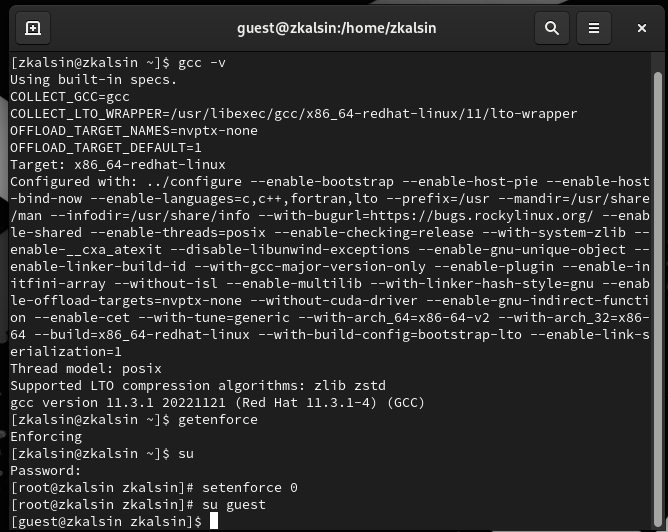 guest@zkalsin:/home/zkalsin
[zkalsin@zkalsin ~]$ gcc -v
Using built-in specs.
COLLECT_GCC=gcc
COLLECT_LTO_WRAPPER=/usr/libexec/gcc/x86_64-redhat-linux/11/lto-wrapper
OFFLOAD_TARGET_NAMES=nvptx-none
OFFLOAD_TARGET_DEFAULT=1
Target: x86_64-redhat-linux
Configured with: ../configure --enable-bootstrap --enable-host-pie --enable-host
-bind-now --enable-languages=c,c++,fortran,lto --prefix=/usr --mandir=/usr/share
/man --infodir=/usr/share/info --with-bugurl=https://bugs.rockylinux.org/ --enab
le-shared --enable-threads=posix --enable-checking=release --with-system-zlib --
enable-__cxa_atexit --disable-libunwind-exceptions --enable-gnu-unique-object --
enable-linker-build-id --with-gcc-major-version-only --enable-plugin --enable-in
itfini-array --without-isl --enable-multilib --with-linker-hash-style=gnu --enab
le-offload-targets=nvptx-none --without-cuda-driver --enable-gnu-indirect-functi
on --enable-cet --with-tune=generic --with-arch_64=x86-64-v2 --with-arch_32=x86-
64 --build=x86_64-redhat-linux --with-build-config=bootstrap-lto --enable-link-s
erialization=1
Thread model: posix
Supported LTO compression algorithms: zlib zstd
gcc version 11.3.1 20221121 (Red Hat 11.3.1-4) (GCC)
[zkalsin@zkalsin ~]$ getenforce
Enforcing
[zkalsin@zkalsin ~]$ su
Password:
[root@zkalsin zkalsin]# setenforce 0
[root@zkalsin zkalsin]# su guest
[guest@zkalsin zkalsin]$